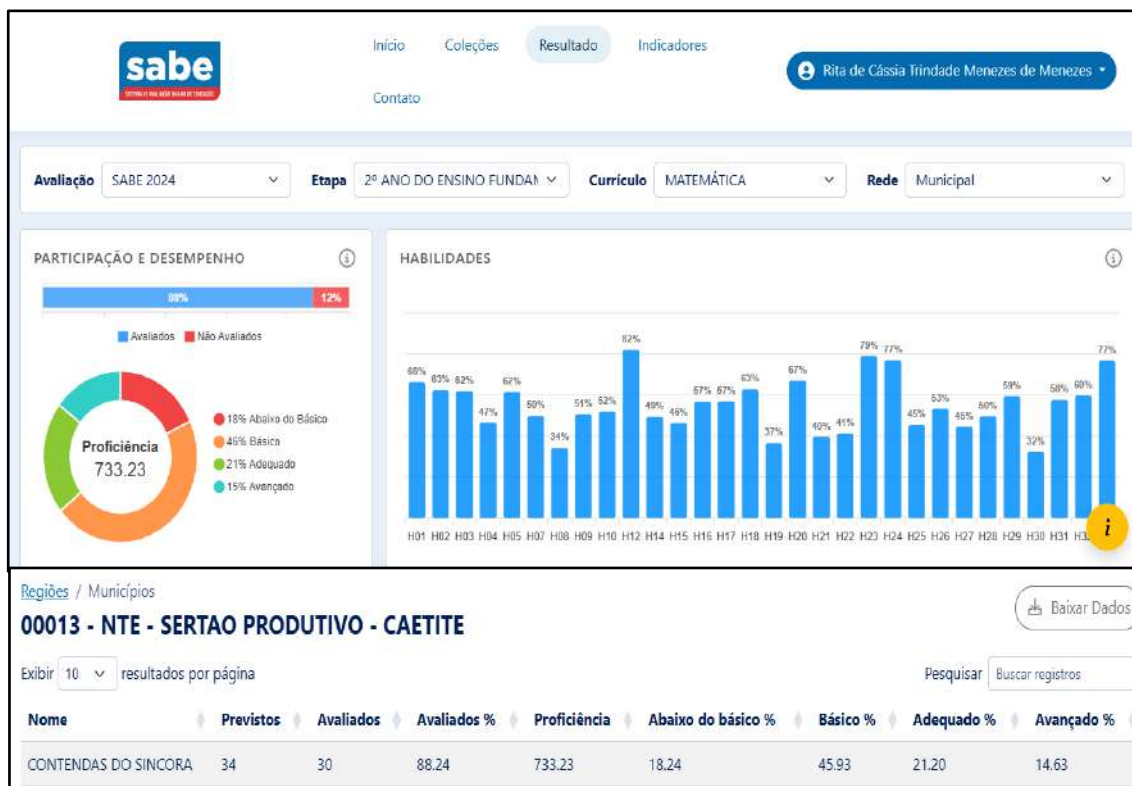 Início Coleções Resultado Indicadores
sabe
Rita de Cássia Trindade Menezes de Menezes
Contato
Avaliação SABE 2024 Etapa 2º ANO DO ENSINO FUNDAM Currículo MATEMÁTICA Rede Municipal
PARTICIPAÇÃO E DESEMPENHO
88% 12%
Avaliados Não Avaliados
Proficiência
733.23
18% Abaixo do Básico
46% Básico
21% Adequado
15% Avançado
HABILIDADES
68% 63% 62% 47% 62% 50% 34% 51% 52% 82% 49% 46% 57% 57% 63% 37% 67% 40% 41% 79% 77% 45% 53% 45% 50% 59% 32% 58% 60% 77%
H01 H02 H03 H04 H05 H07 H08 H09 H10 H12 H14 H15 H16 H17 H18 H19 H20 H21 H22 H23 H24 H25 H26 H27 H28 H29 H30 H31
i
Regiões / Municípios
Baixar Dados
00013 - NTE - SERTAO PRODUTIVO - CAETITE
Exibir 10 resultados por página Pesquisar Buscar registros
Nome Previstos Avaliados Avaliados % Proficiência Abaixo do básico % Básico % Adequado % Avançado %
CONTENDAS DO SINCORA 34 30 88.24 733.23 18.24 45.93 21.20 14.63